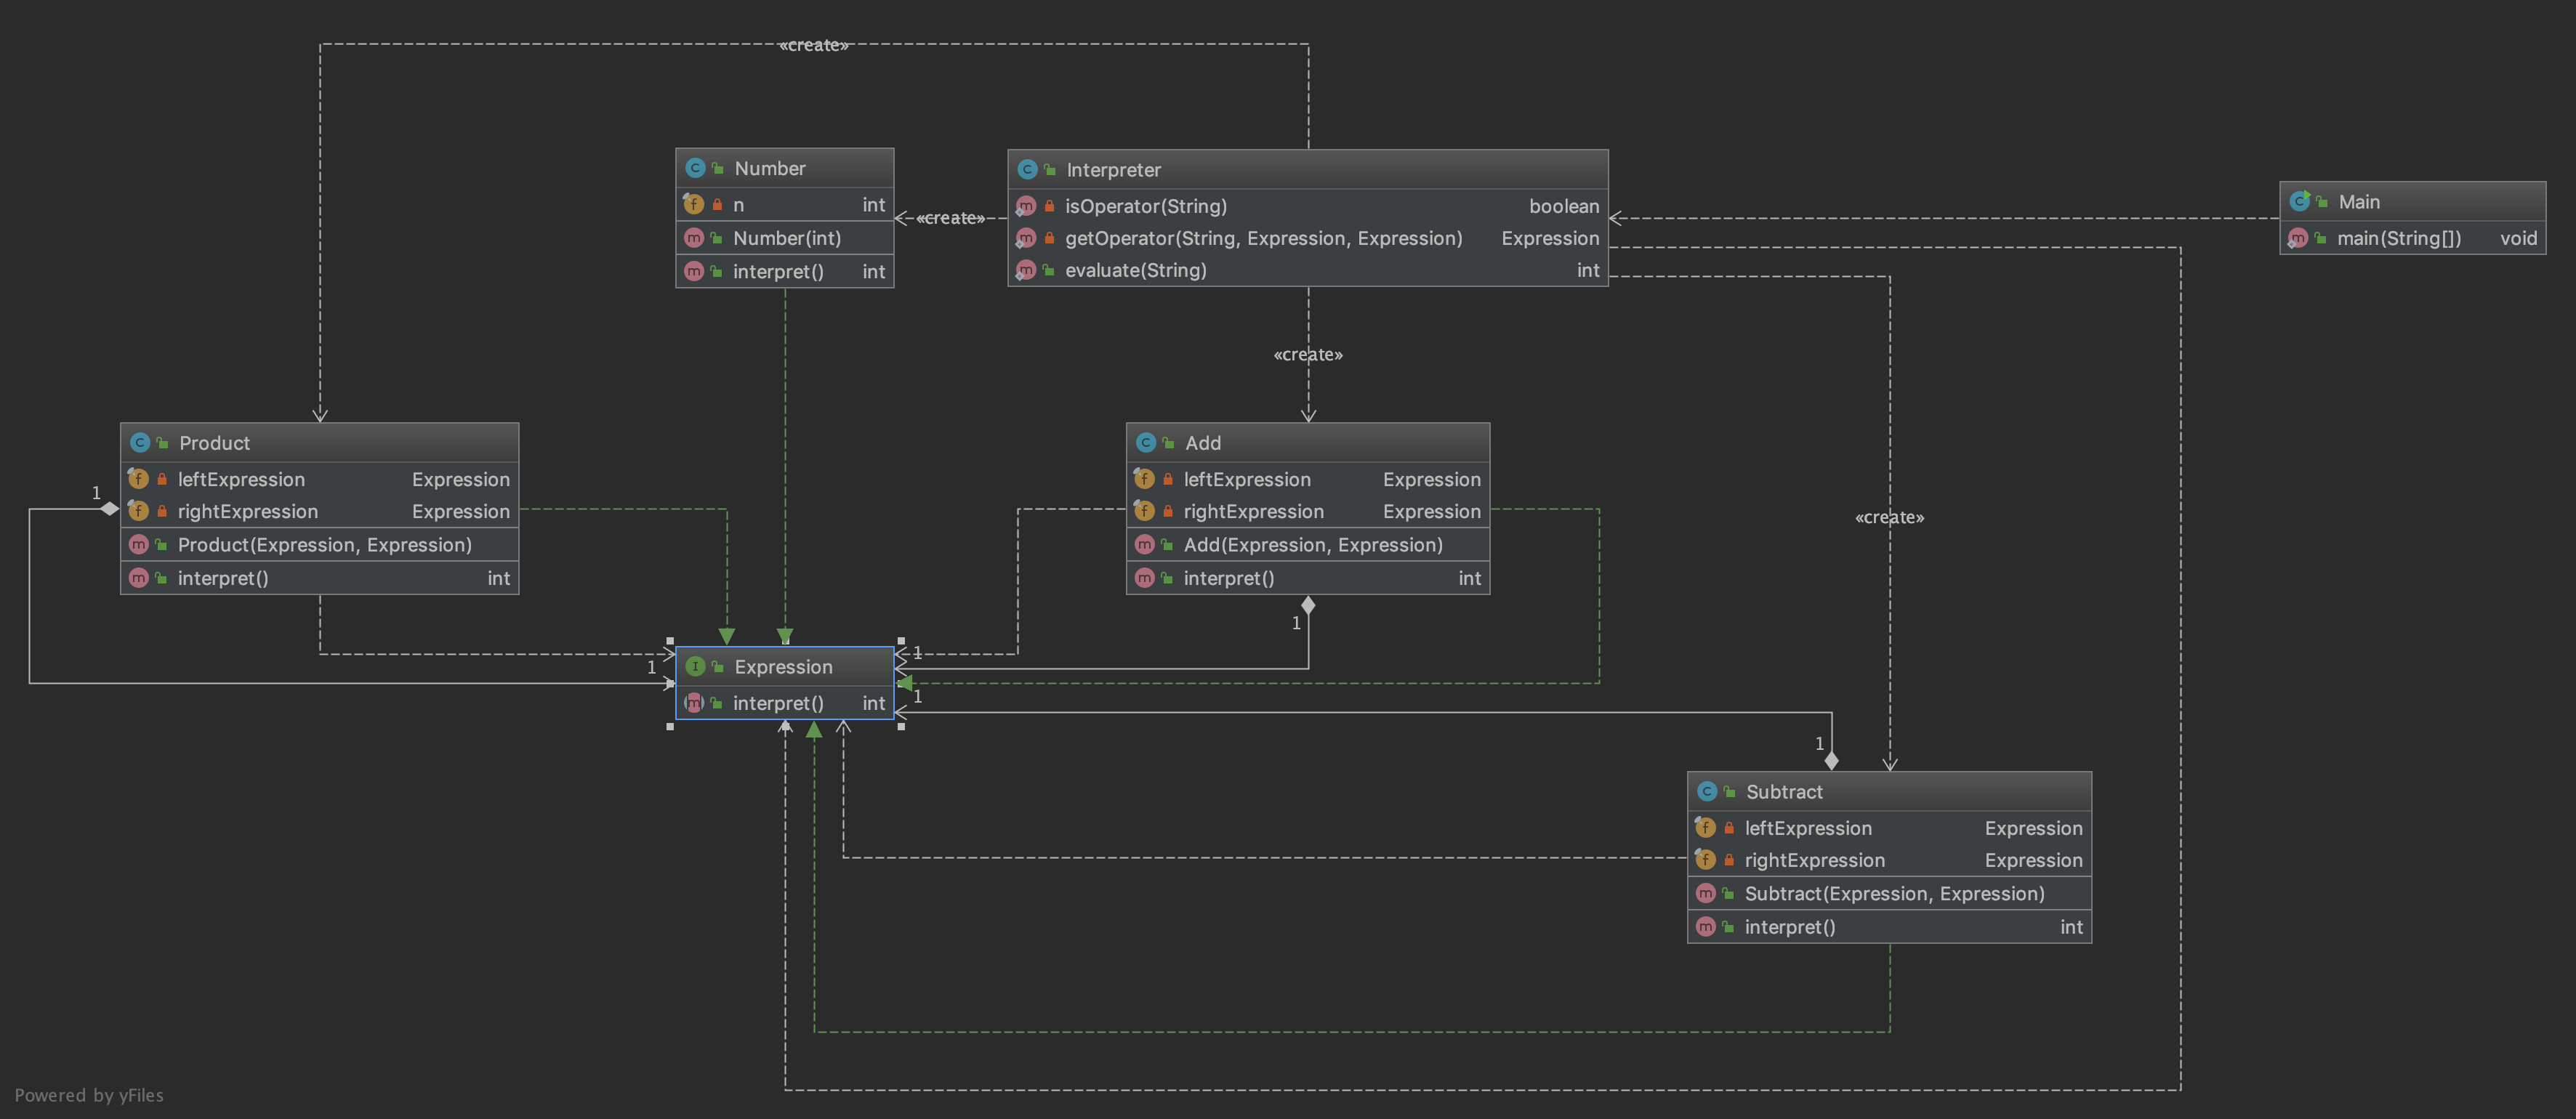 «create»
Number
n int
Number(int)
interpret() int
«create»
Interpreter
isOperator(String) boolean
getOperator(String, Expression, Expression) Expression
evaluate(String) int
Main
main(String[]) void
«create»
«create»
Product
leftExpression Expression
rightExpression Expression
Product(Expression, Expression)
interpret() int
1
Add
leftExpression Expression
rightExpression Expression
Add(Expression, Expression)
interpret() int
1
1
1
Expression
interpret() int
1
1
Subtract
leftExpression Expression
rightExpression Expression
Subtract(Expression, Expression)
interpret() int
Powered by yFiles